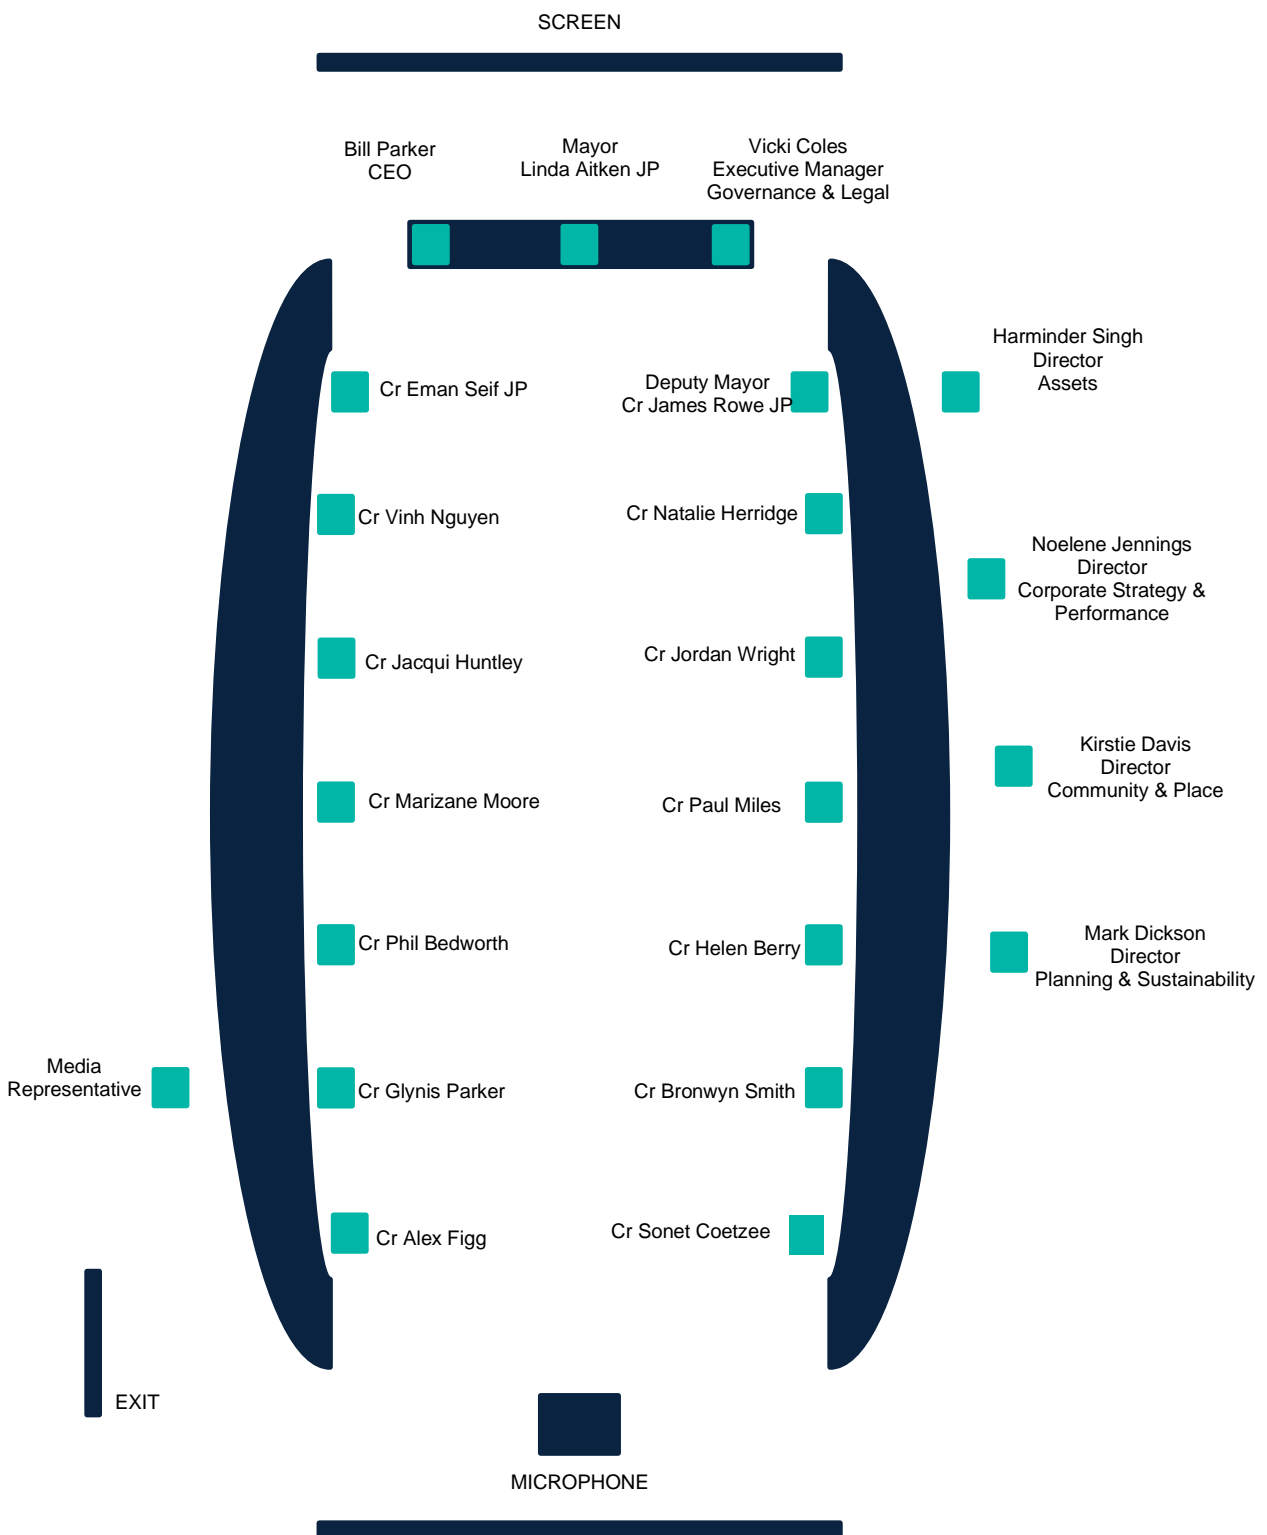 SCREEN
Bill Parker
CEO
Mayor
Linda Aitken JP
Vicki Coles
Executive Manager
Governance & Legal
Harminder Singh
Director
Assets
Cr Eman Seif JP
Deputy Mayor
Cr James Rowe JP
Cr Vinh Nguyen
Cr Natalie Herridge
Noelene Jennings
Director
Corporate Strategy &
Performance
Cr Jacqui Huntley
Cr Jordan Wright
Kirstie Davis
Director
Community & Place
Cr Marizane Moore
Cr Paul Miles
Cr Phil Bedworth
Cr Helen Berry
Mark Dickson
Director
Planning & Sustainability
Media
Representative
Cr Glynis Parker
Cr Bronwyn Smith
Cr Alex Figg
Cr Sonet Coetzee
EXIT
MICROPHONE